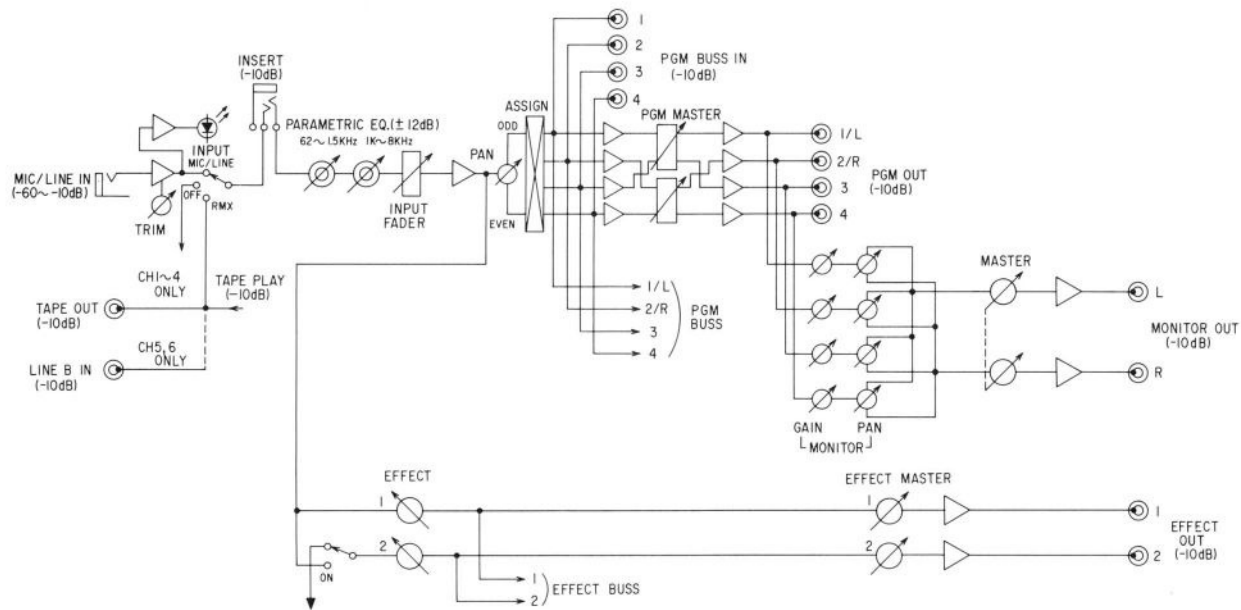 1
2
3
4
PGM BUSS IN
(-10dB)
INSERT
(-10dB)
ASSIGN
PGM MASTER
ODD
PARAMETRIC EQ.(± 12dB)
62～1.5KHz 1K～8KHz
PAN
INPUT
MIC/LINE
MIC/LINE IN
(-60～-10dB)
OFF
RMX
TRIM
INPUT
FADER
EVEN
1/L
2/R
3
4
PGM OUT
(-10dB)
CH1～4
ONLY
TAPE PLAY
(-10dB)
TAPE OUT
(-10dB)
CH5,6
ONLY
LINE B IN
(-10dB)
1/L
2/R
3
4
PGM
BUSS
MASTER
L
MONITOR OUT
(-10dB)
R
GAIN
PAN
MONITOR
EFFECT
1
2
ON
1
2
EFFECT BUSS
EFFECT MASTER
1
2
1
2
EFFECT
OUT
(-10dB)